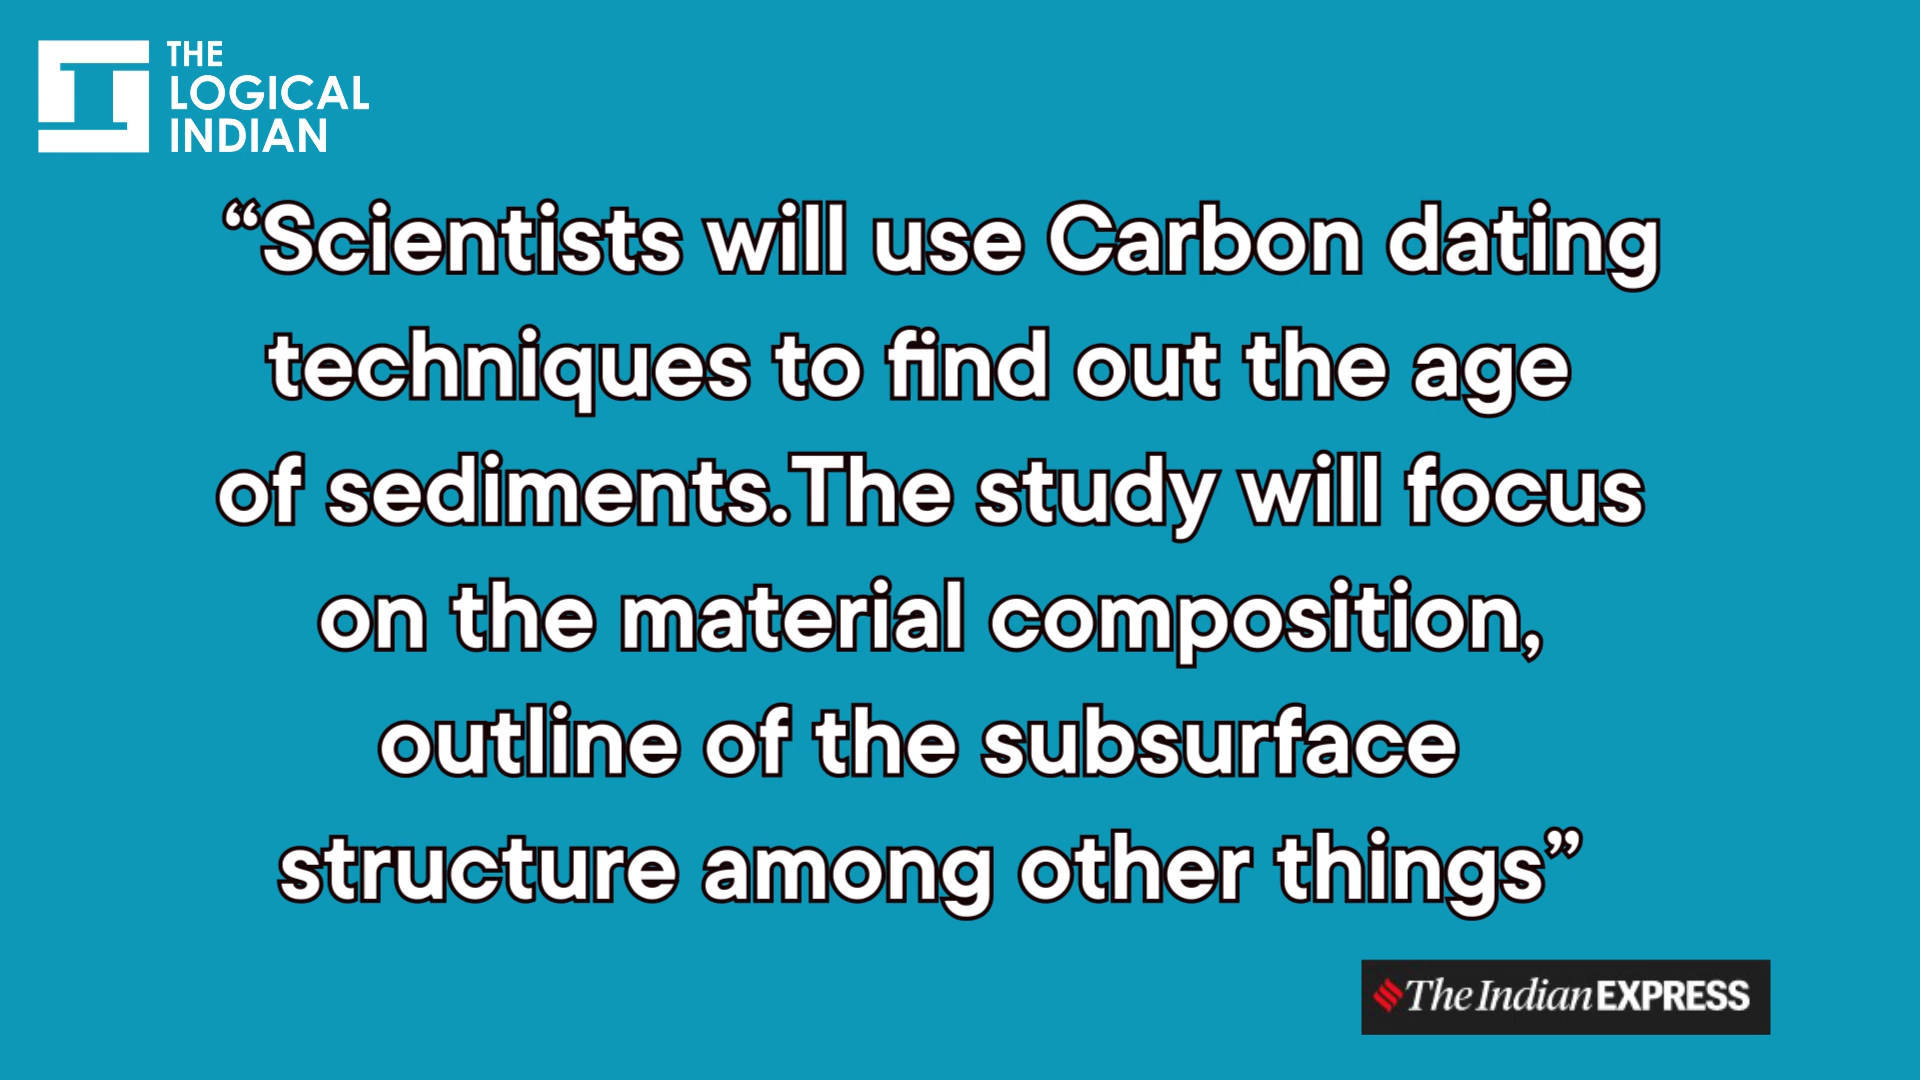 THE
LOGICAL
INDIAN
“Scientists will use Carbon dating
techniques to find out the age
of sediments.The study will focus
on the material composition,
outline of the subsurface
structure among other things”
The Indian EXPRESS